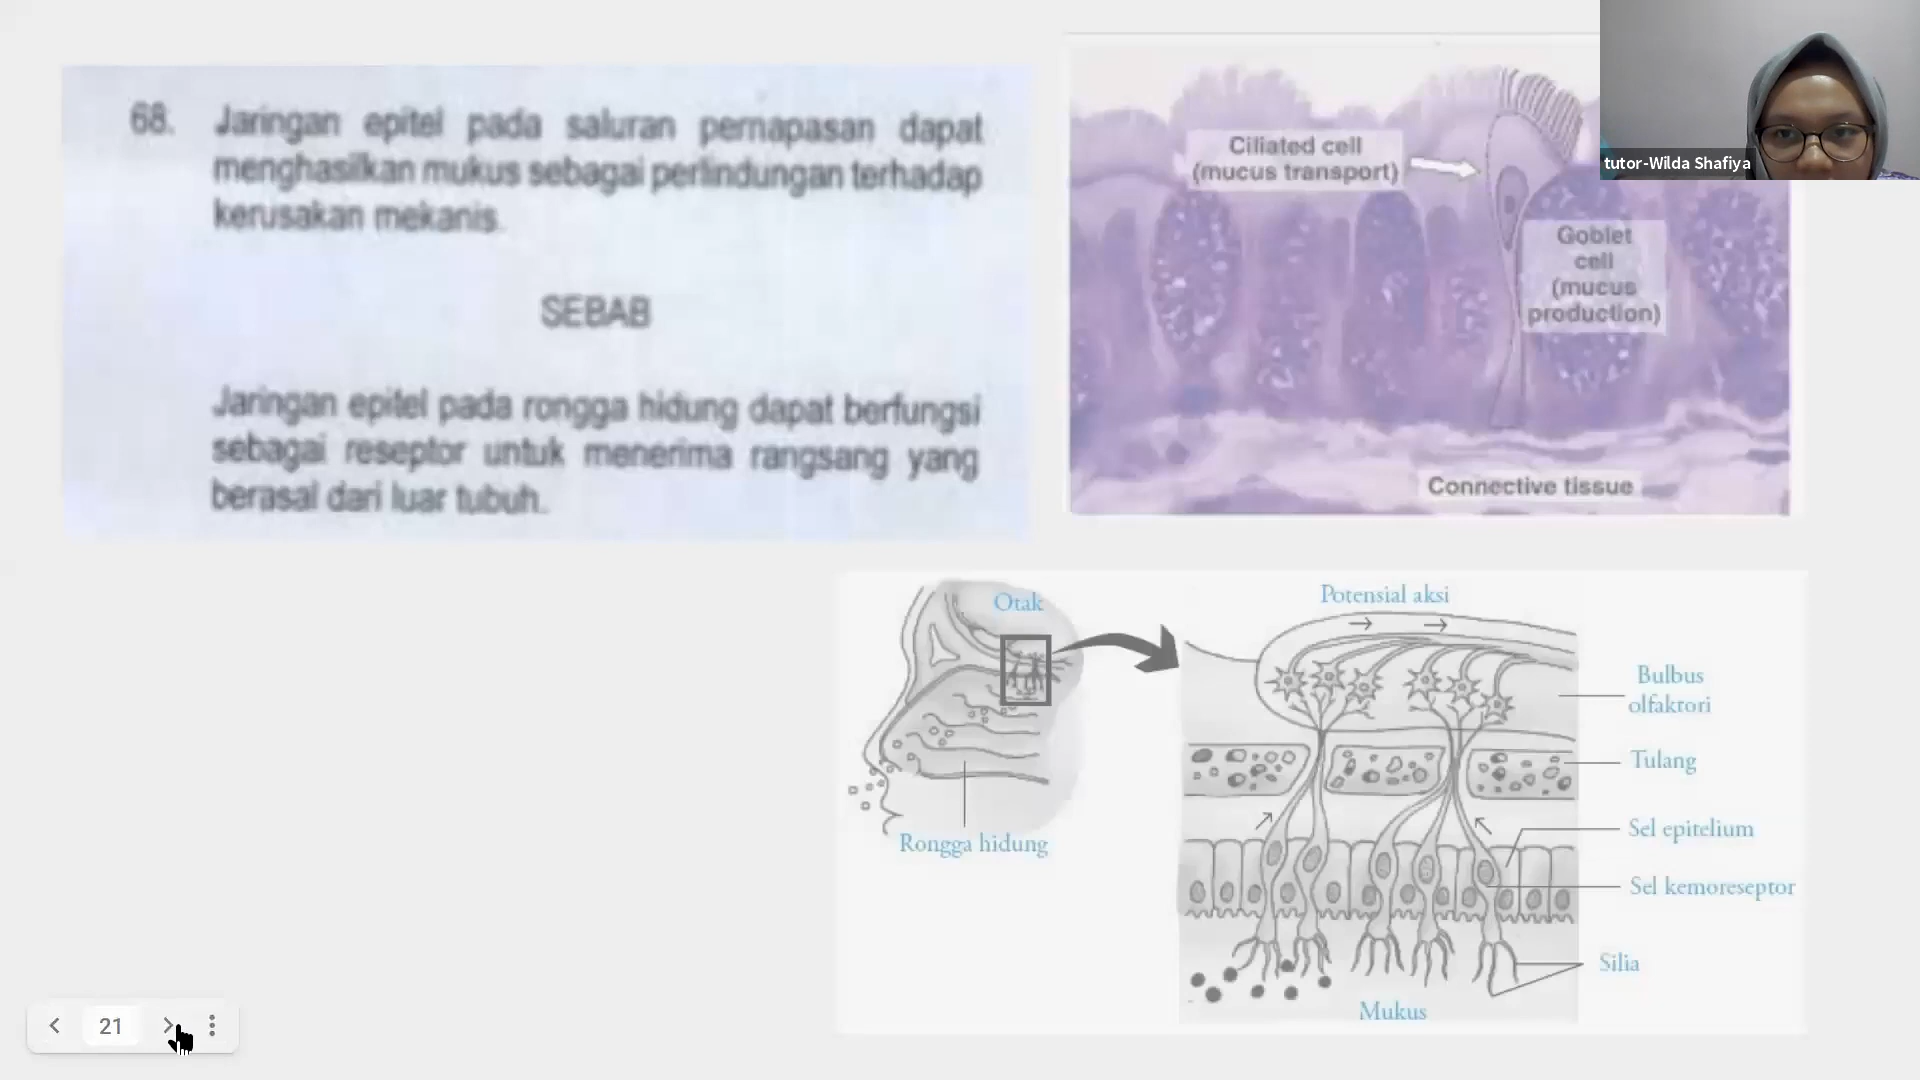 68. Jaringan epitel pada saluran pernapasan dapat
menghasilkan mukus sebagai perlindungan terhadap
kerusakan mekanis.
SEBAB
Jaringan epitel pada rongga hidung dapat berfungsi
sebagai reseptor untuk menerima rangsang yang
berasal dari luar tubuh.
Ciliated cell
(mucus transport)
Goblet
cell
(mucus
production)
Connective tissue
tutor-Wilda Shafiya
Otak
Rongga hidung
Potensial aksi
Bulbus
olfaktori
Tulang
Sel epitelium
Sel kemoreseptor
Silia
Mukus
21